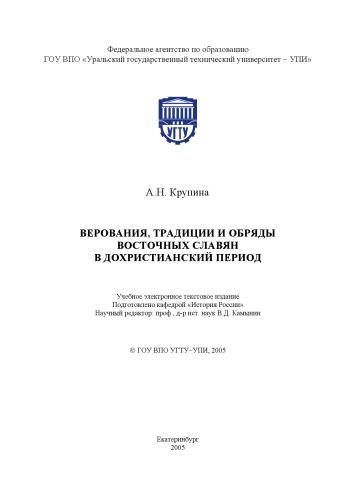 Федеральное агентство по образованию
ГОУ ВПО «Уральский государственный технический университет – УПИ»
УГТУ
А.Н. Крупина
ВЕРОВАНИЯ, ТРАДИЦИИ И ОБРЯДЫ
ВОСТОЧНЫХ СЛАВЯН
В ДОХРИСТИАНСКИЙ ПЕРИОД
Учебное электронное текстовое издание
Подготовлено кафедрой «История России»
Научный редактор: проф., д-р ист. наук В.Д. Камынин
© ГОУ ВПО УГТУ–УПИ, 2005
Екатеринбург
2005